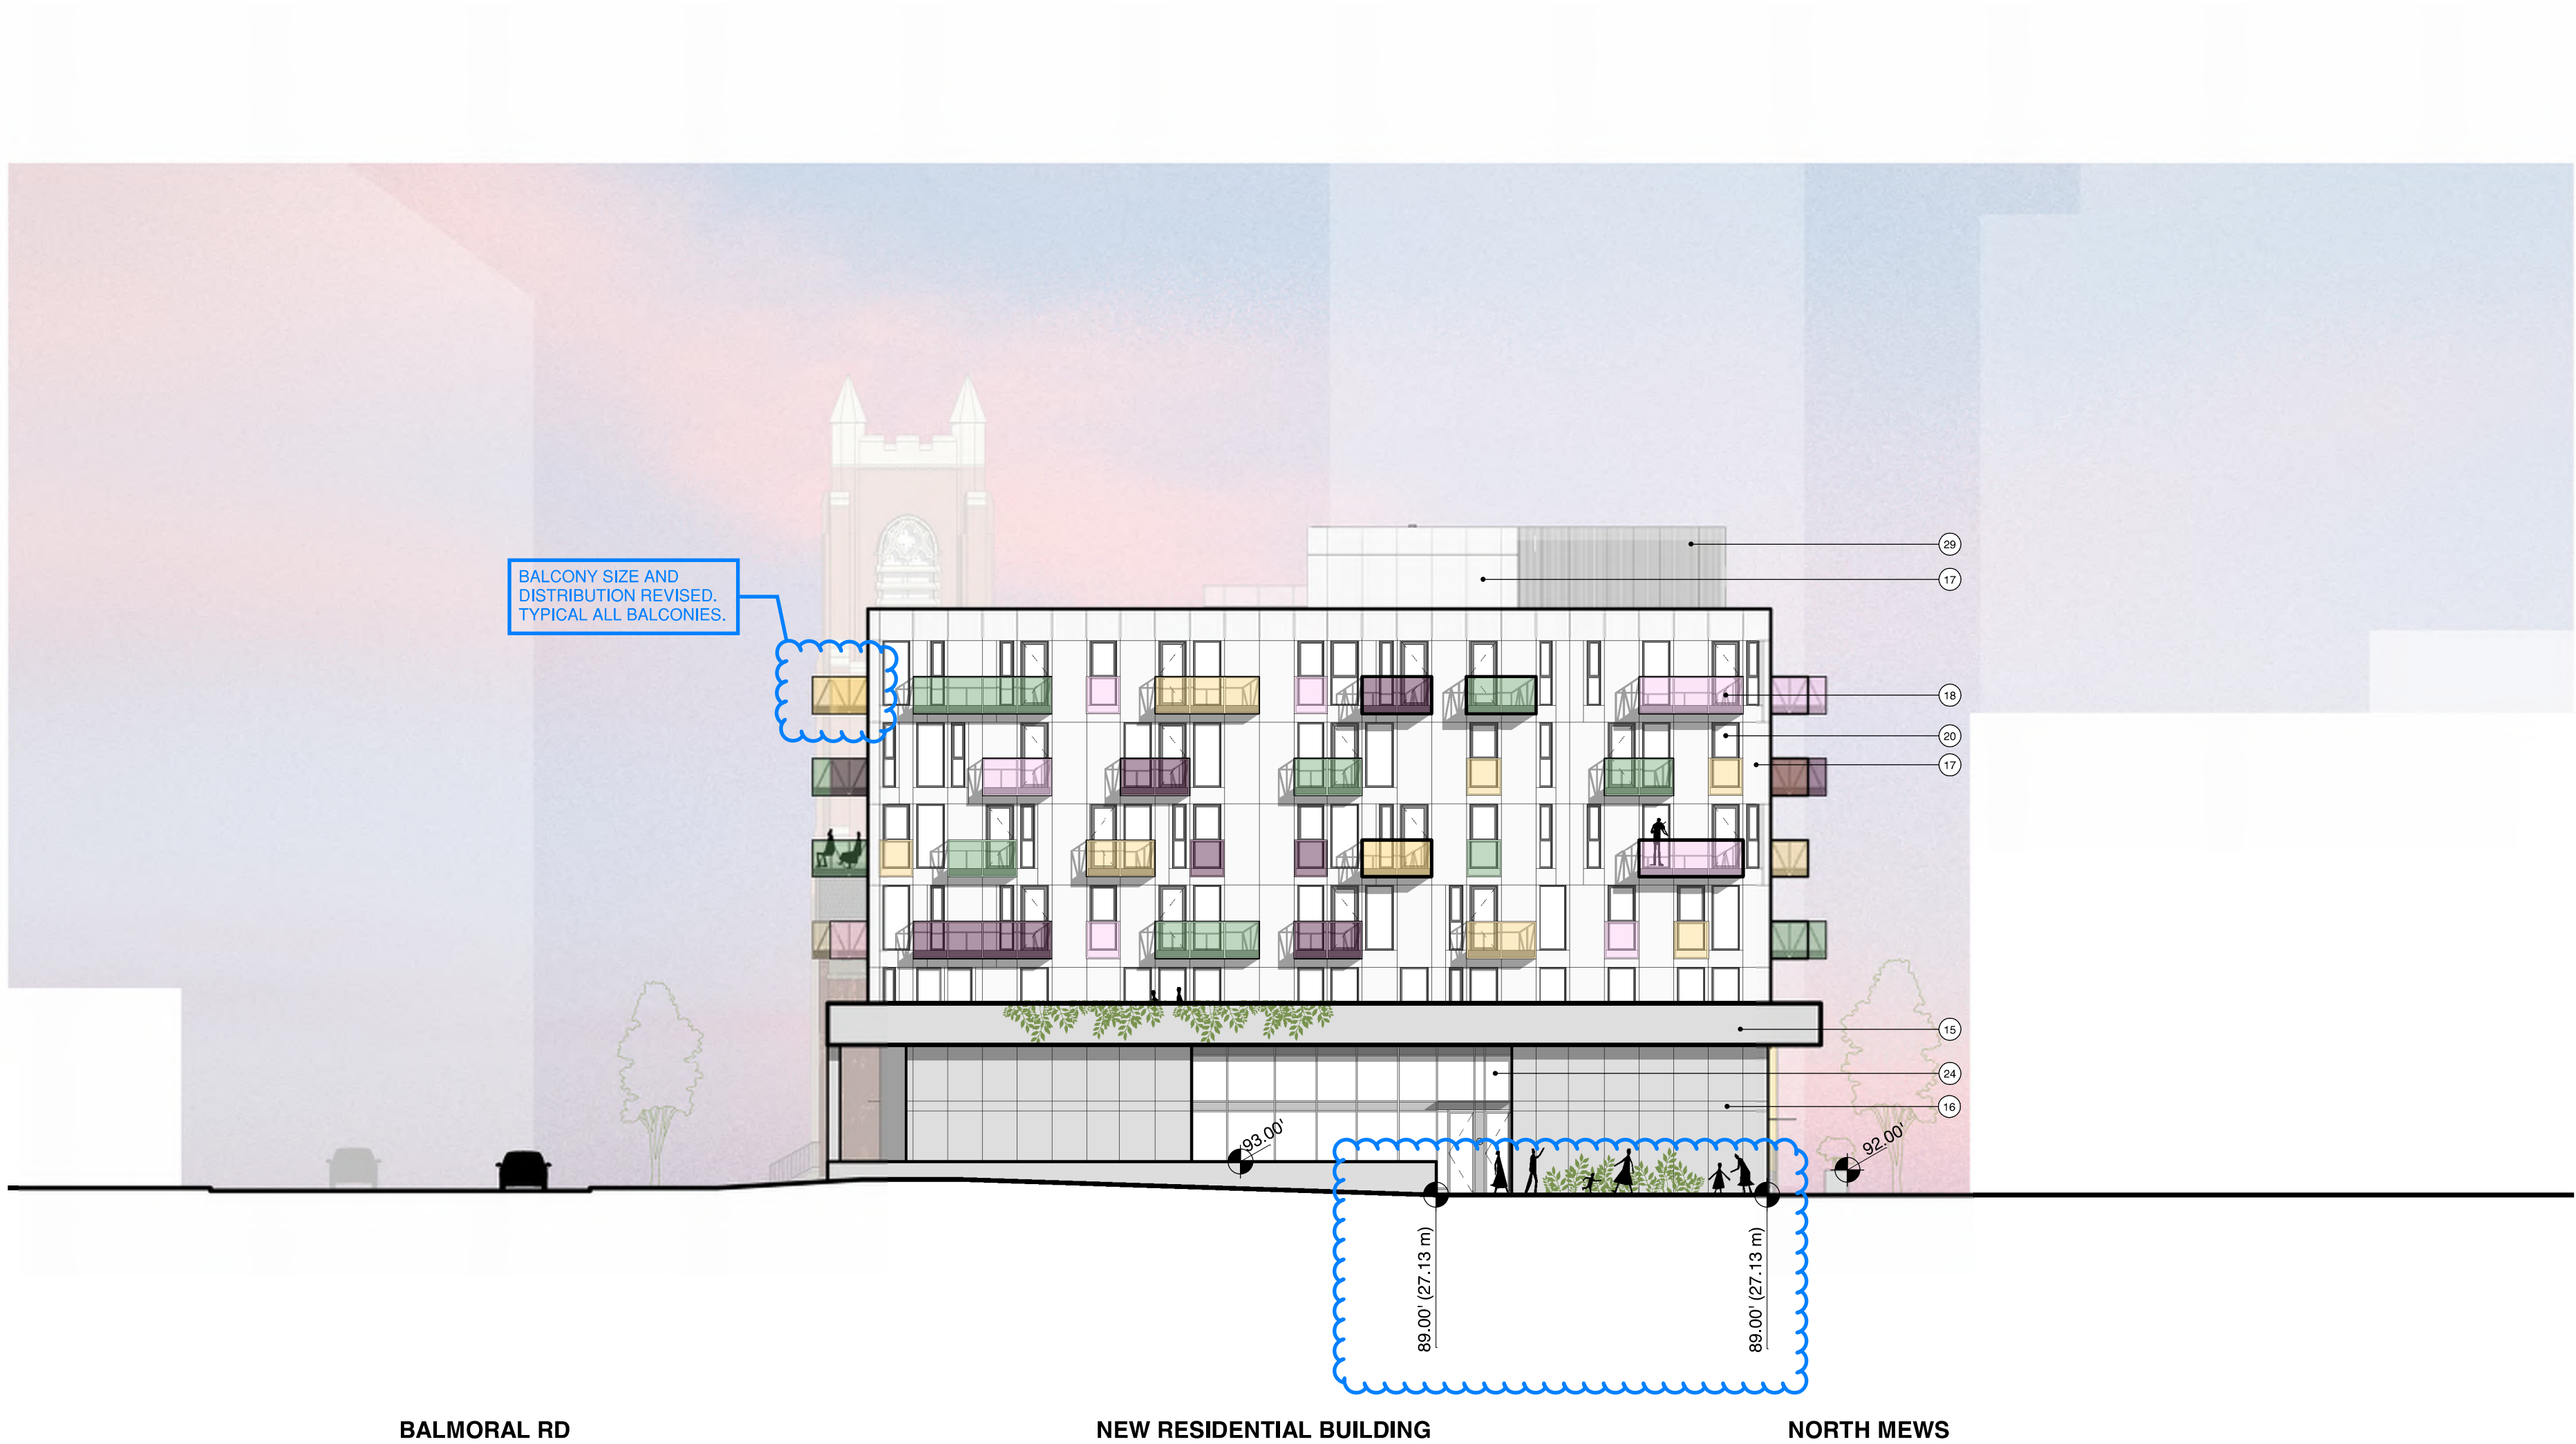 29
17
BALCONY SIZE AND
DISTRIBUTION REVISED.
TYPICAL ALL BALCONIES.
18
20
17
15
24
16
93.00'
92.00'
89.00' (27.13 m)
89.00' (27.13 m)
BALMORAL RD
NEW RESIDENTIAL BUILDING
NORTH MEWS